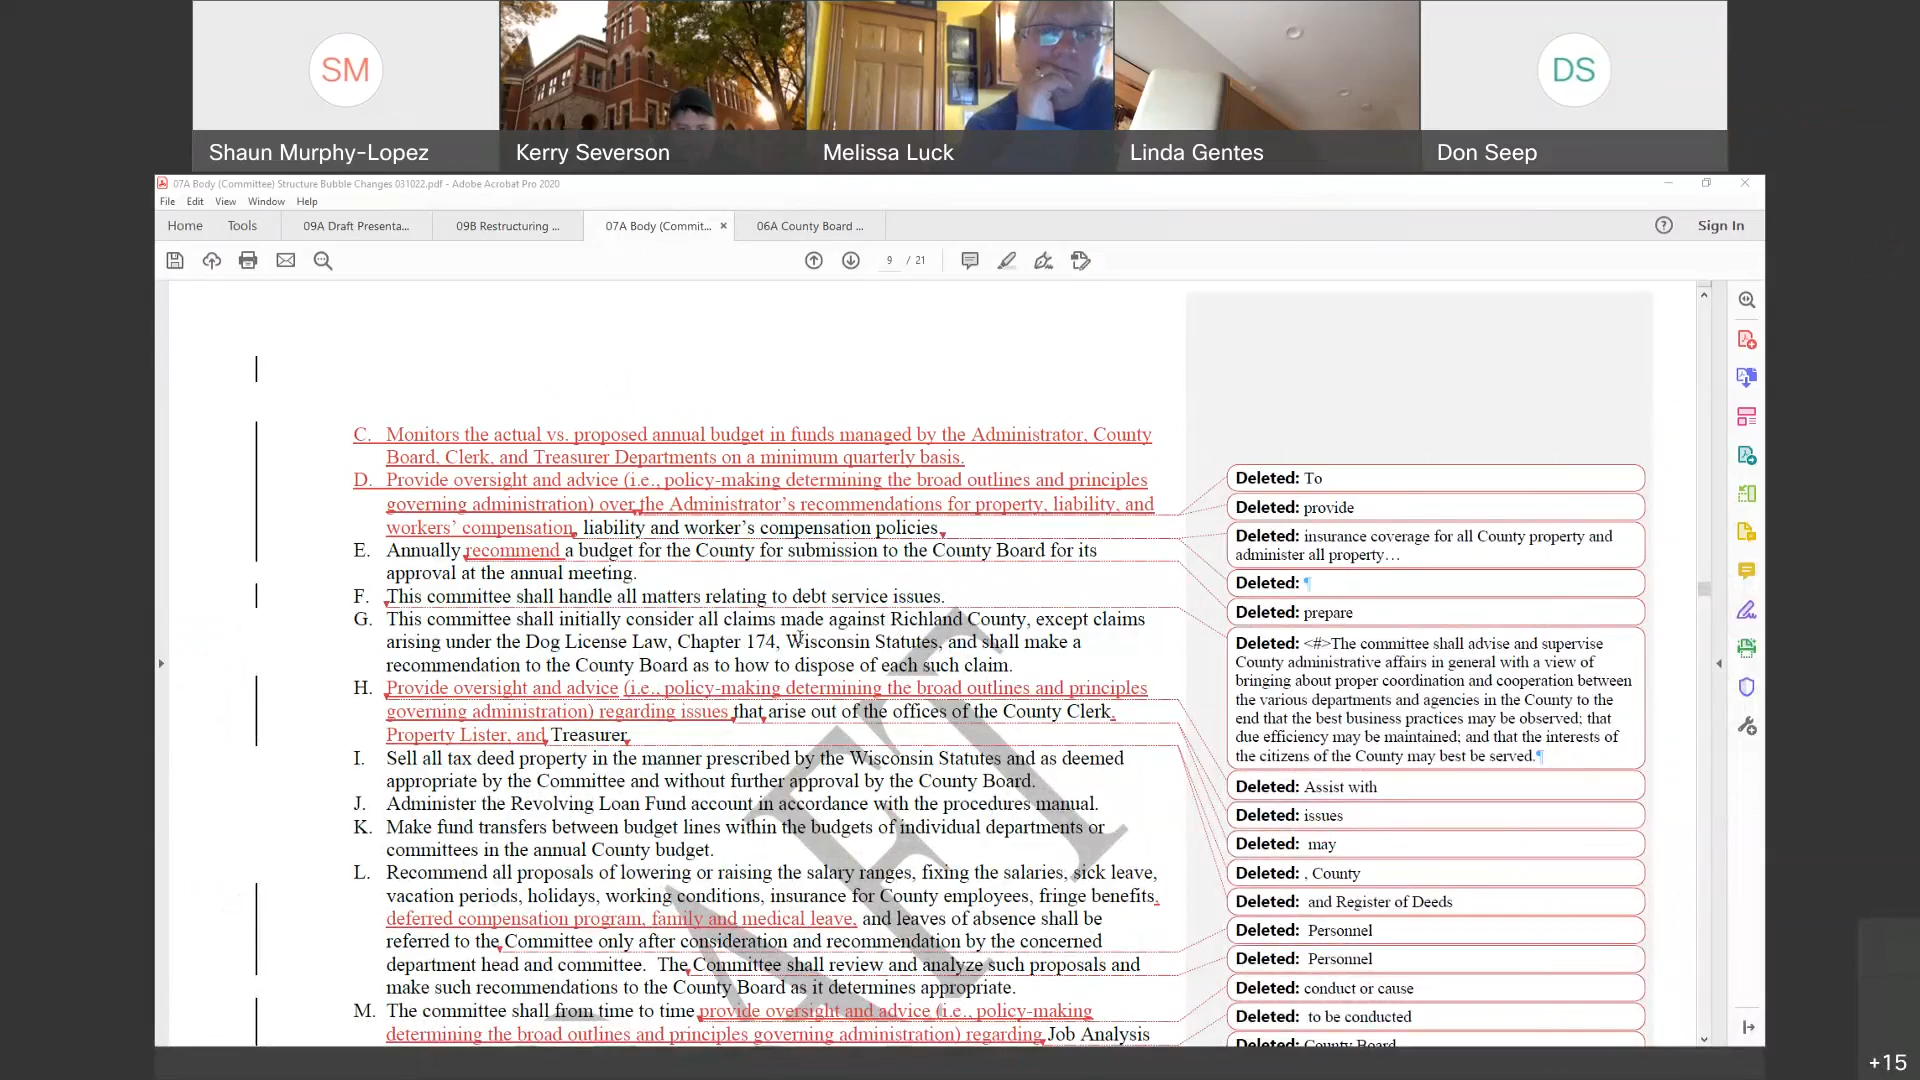 SM
DS
Shaun Murphy-Lopez
Kerry Severson
Melissa Luck
Linda Gentes
Don Seep
07A Body (Committee) Structure Bubble Changes 031022.pdf - Adobe Acrobat Pro 2020
File Edit View Window Help
Home Tools 09A Draft Presenta... 09B Restructuring ... 07A Body (Commit... × 06A County Board ... Sign In
9 / 21
C. Monitors the actual vs. proposed annual budget in funds managed by the Administrator, County
Board, Clerk, and Treasurer Departments on a minimum quarterly basis.
D. Provide oversight and advice (i.e., policy-making determining the broad outlines and principles
governing administration) over the Administrator's recommendations for property, liability, and
workers' compensation, liability and worker's compensation policies.
E. Annually recommend a budget for the County for submission to the County Board for its
approval at the annual meeting.
F. This committee shall handle all matters relating to debt service issues.
G. This committee shall initially consider all claims made against Richland County, except claims
arising under the Dog License Law, Chapter 174, Wisconsin Statutes, and shall make a
recommendation to the County Board as to how to dispose of each such claim.
H. Provide oversight and advice (i.e., policy-making determining the broad outlines and principles
governing administration) regarding issues that arise out of the offices of the County Clerk,
Property Lister, and Treasurer.
I. Sell all tax deed property in the manner prescribed by the Wisconsin Statutes and as deemed
appropriate by the Committee and without further approval by the County Board.
J. Administer the Revolving Loan Fund account in accordance with the procedures manual.
K. Make fund transfers between budget lines within the budgets of individual departments or
committees in the annual County budget.
L. Recommend all proposals of lowering or raising the salary ranges, fixing the salaries, sick leave,
vacation periods, holidays, working conditions, insurance for County employees, fringe benefits,
deferred compensation program, family and medical leave, and leaves of absence shall be
referred to the Committee only after consideration and recommendation by the concerned
department head and committee. The Committee shall review and analyze such proposals and
make such recommendations to the County Board as it determines appropriate.
M. The committee shall from time to time provide oversight and advice (i.e., policy-making
determining the broad outlines and principles governing administration) regarding Job Analysis
Deleted: To
Deleted: provide
Deleted: insurance coverage for all County property and
administer all property…
Deleted: ¶
Deleted: prepare
Deleted: <#>The committee shall advise and supervise
County administrative affairs in general with a view of
bringing about proper coordination and cooperation between
the various departments and agencies in the County to the
end that the best business practices may be observed; that
due efficiency may be maintained; and that the interests of
the citizens of the County may best be served.¶
Deleted: Assist with
Deleted: issues
Deleted: may
Deleted: , County
Deleted: and Register of Deeds
Deleted: Personnel
Deleted: Personnel
Deleted: conduct or cause
Deleted: to be conducted
Deleted: County Board
AFT
+15